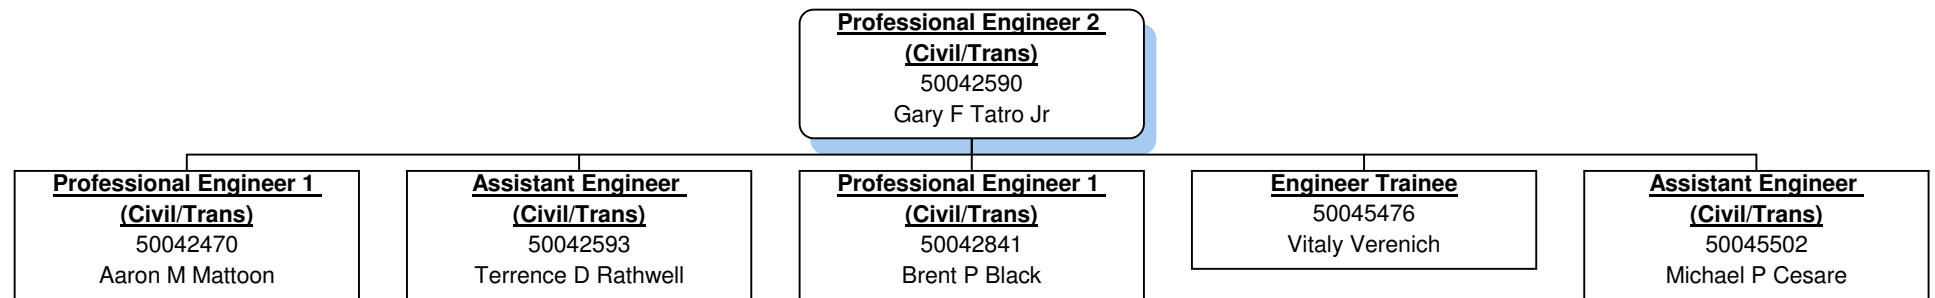 Professional Engineer 2
(Civil/Trans)
50042590
Gary F Tatro Jr
Professional Engineer 1
(Civil/Trans)
50042470
Aaron M Mattoon
Assistant Engineer
(Civil/Trans)
50042593
Terrence D Rathwell
Professional Engineer 1
(Civil/Trans)
50042841
Brent P Black
Engineer Trainee
50045476
Vitaly Verenich
Assistant Engineer
(Civil/Trans)
50045502
Michael P Cesare